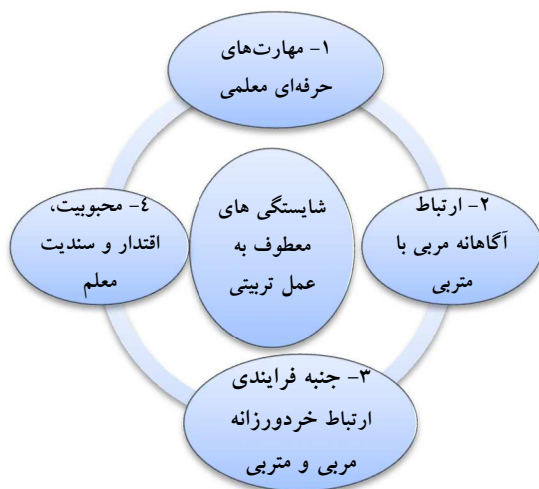 ۱- مهارت‌های
حرفه‌ای معلمی
۲- ارتباط
آگاهانه مربی با
متربی
۳- جنبه فرایندی
ارتباط خردورزانه
مربی و متربی
٤- محبوبیت،
اقتدار و سندیت
معلم
شایستگی های
معطوف به
عمل تربیتی